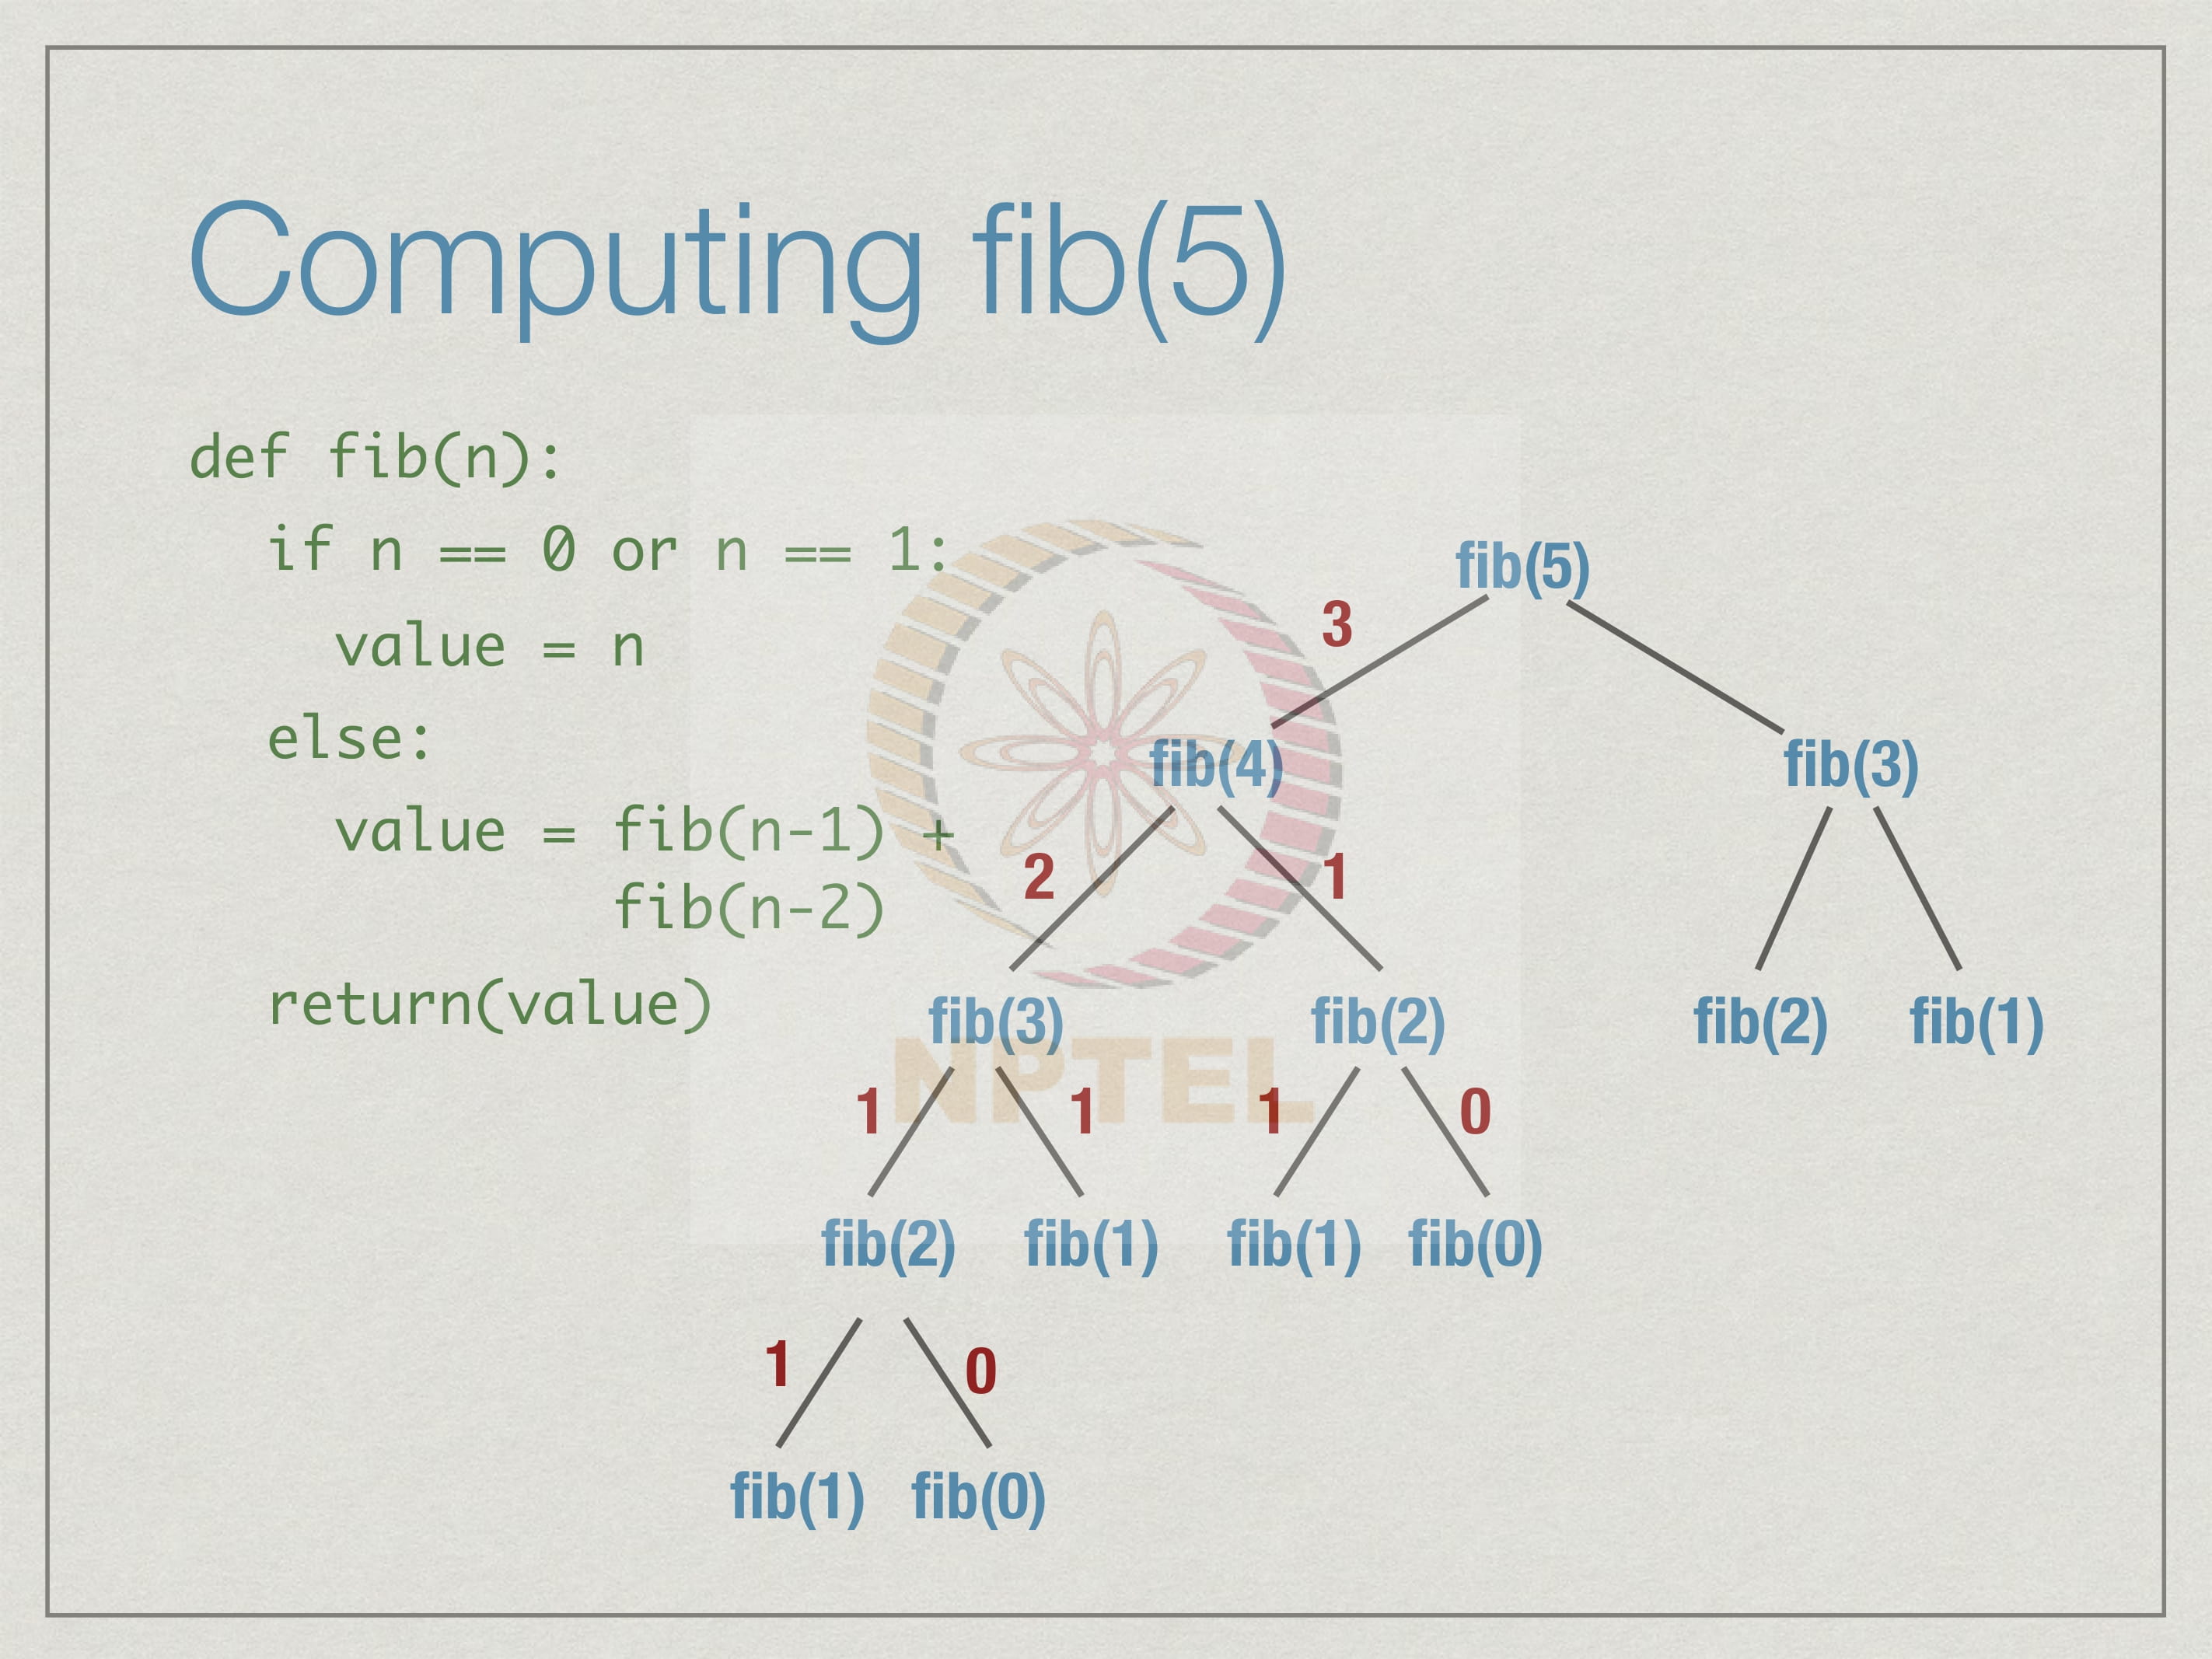 Computing fib(5)
def fib(n):
if n == 0 or n == 1:
value = n
else:
value = fib(n-1) +
fib(n-2)
return(value)
fib(5)
3
fib(4)
fib(3)
2
1
fib(3)
fib(2)
fib(2)
fib(1)
NPTEL
1
1
1
0
fib(2)
fib(1)
fib(1)
fib(0)
1
0
fib(1)
fib(0)